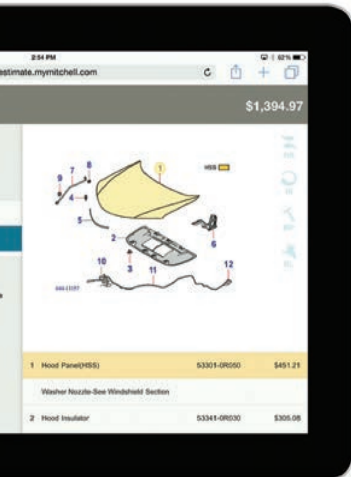 2:54 PM
62%
estimate.mymitchell.com
$1,394.97
1
HSS
8
7
9
4
5
2
6
3
10
11
12
1 Hood Panel(HSS) 53301-0R050 $451.21
Washer Nozzle-See Windshield Section
2 Hood Insulator 53341-0R030 $305.08